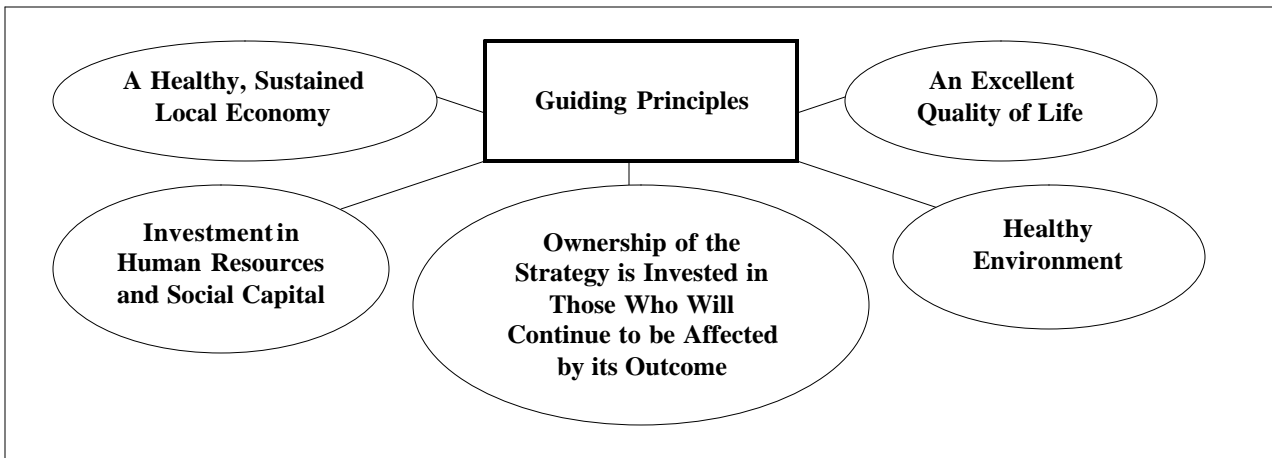 A Healthy, Sustained
Local Economy
Guiding Principles
An Excellent
Quality of Life
Investment in
Human Resources
and Social Capital
Ownership of the
Strategy is Invested in
Those Who Will
Continue to be Affected
by its Outcome
Healthy
Environment